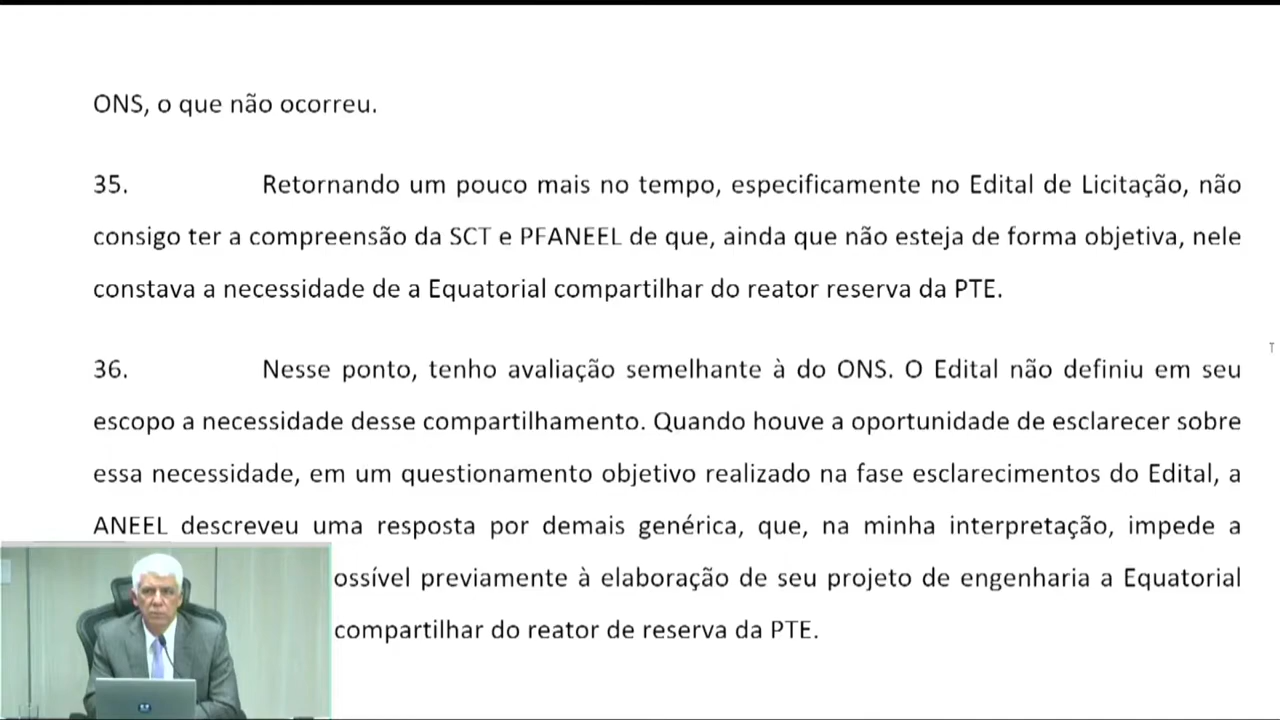 ONS, o que não ocorreu.
35. Retornando um pouco mais no tempo, especificamente no Edital de Licitação, não
consigo ter a compreensão da SCT e PFANEEL de que, ainda que não esteja de forma objetiva, nele
constava a necessidade de a Equatorial compartilhar do reator reserva da PTE.
36. Nesse ponto, tenho avaliação semelhante à do ONS. O Edital não definiu em seu
escopo a necessidade desse compartilhamento. Quando houve a oportunidade de esclarecer sobre
essa necessidade, em um questionamento objetivo realizado na fase esclarecimentos do Edital, a
ANEEL descreveu uma resposta por demais genérica, que, na minha interpretação, impede a
ossível previamente à elaboração de seu projeto de engenharia a Equatorial
compartilhar do reator de reserva da PTE.